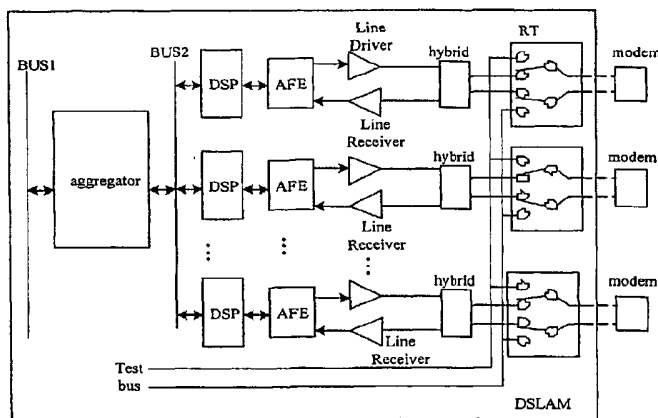 RT
Line
Driver
hybrid
modem
BUS1
BUS2
DSP
AFE
Line
Receiver
hybrid
modem
aggregator
DSP
AFE
Line
Receiver
hybrid
modem
DSP
AFE
Line
Receiver
Test
bus
DSLAM